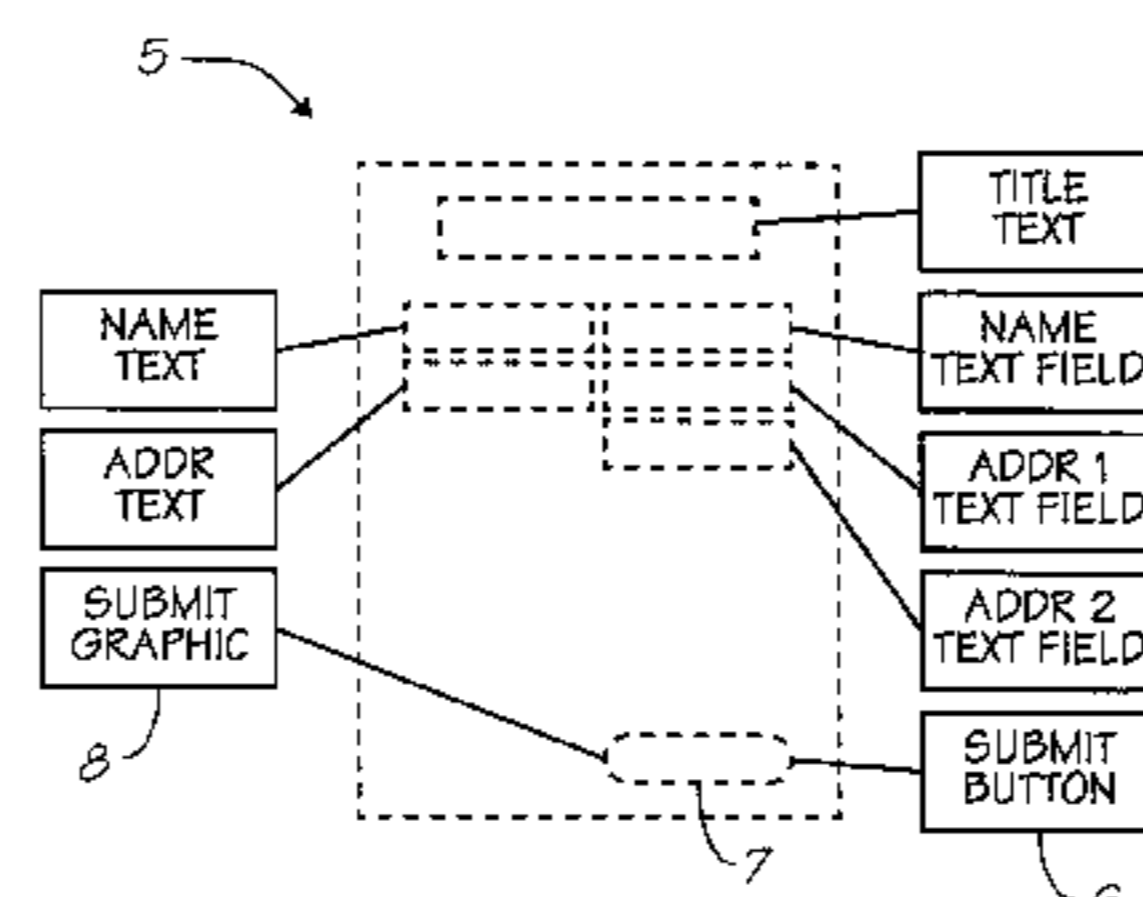 5
TITLE
TEXT
NAME
TEXT
NAME
TEXT FIELD
ADDR
TEXT
ADDR 1
TEXT FIELD
SUBMIT
GRAPHIC
ADDR 2
TEXT FIELD
8
SUBMIT
BUTTON
7